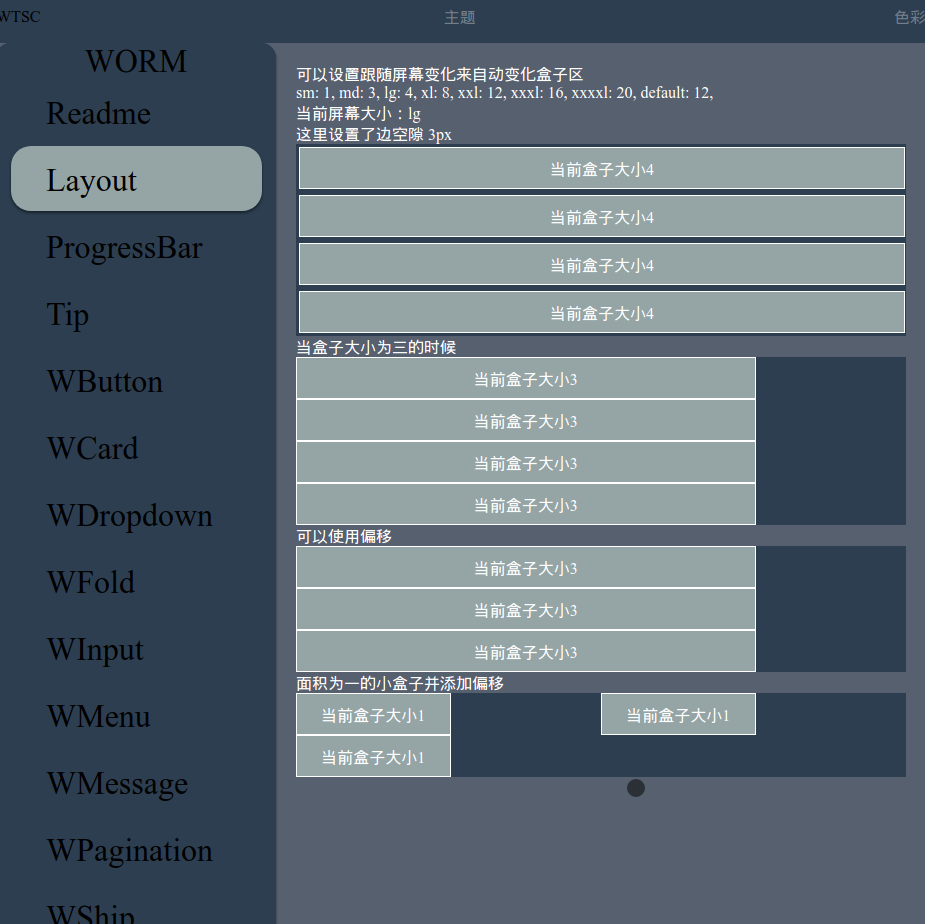 WTSC
主题
色彩
WORM
Readme
Layout
ProgressBar
Tip
WButton
WCard
WDropdown
WFold
WInput
WMenu
WMessage
WPagination
WShip
可以设置跟随屏幕变化来自动变化盒子区
sm: 1, md: 3, lg: 4, xl: 8, xxl: 12, xxxl: 16, xxxxl: 20, default: 12,
当前屏幕大小：lg
这里设置了边空隙 3px
当前盒子大小4
当前盒子大小4
当前盒子大小4
当前盒子大小4
当盒子大小为三的时候
当前盒子大小3
当前盒子大小3
当前盒子大小3
当前盒子大小3
可以使用偏移
当前盒子大小3
当前盒子大小3
当前盒子大小3
面积为一的小盒子并添加偏移
当前盒子大小1
当前盒子大小1
当前盒子大小1